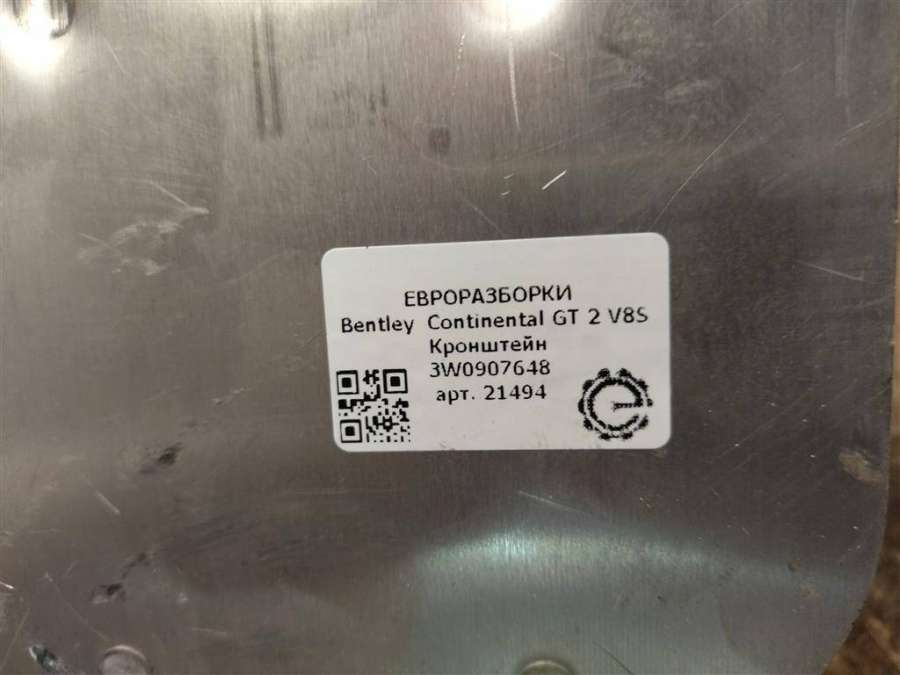 ЕВРОРАЗБОРКИ
Bentley Continental GT 2 V8S
Кронштейн
3W0907648
арт. 21494